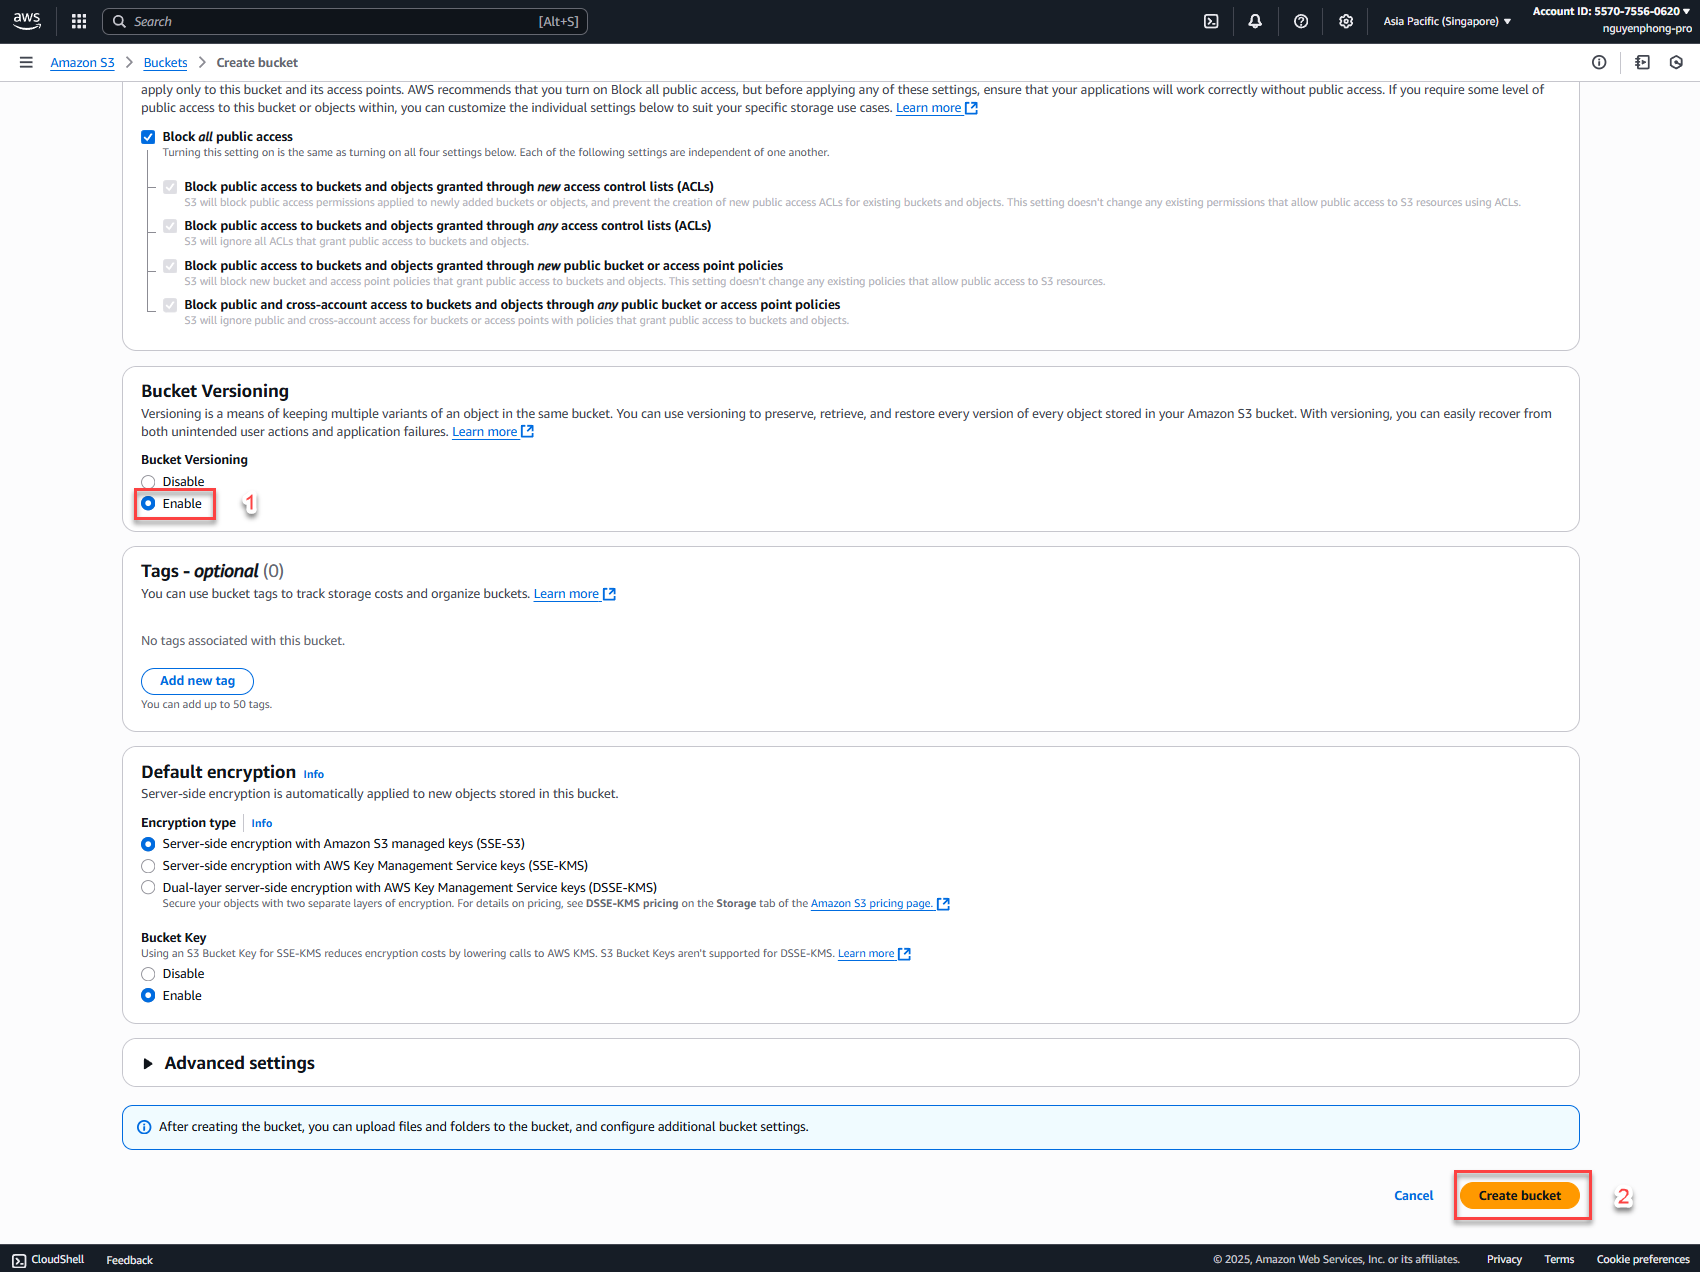 aws
Search
[Alt+S]
Asia Pacific (Singapore)
Account ID: 5570-7556-0620
nguyenphong-pro
Amazon S3 > Buckets > Create bucket
apply only to this bucket and its access points. AWS recommends that you turn on Block all public access, but before applying any of these settings, ensure that your applications will work correctly without public access. If you require some level of
public access to this bucket or objects within, you can customize the individual settings below to suit your specific storage use cases. Learn more
Block all public access
Turning this setting on is the same as turning on all four settings below. Each of the following settings are independent of one another.
Block public access to buckets and objects granted through new access control lists (ACLs)
S3 will block public access permissions applied to newly added buckets or objects, and prevent the creation of new public access ACLs for existing buckets and objects. This setting doesn't change any existing permissions that allow public access to S3 resources using ACLs.
Block public access to buckets and objects granted through any access control lists (ACLs)
S3 will ignore all ACLs that grant public access to buckets and objects.
Block public access to buckets and objects granted through new public bucket or access point policies
S3 will block new bucket and access point policies that grant public access to buckets and objects. This setting doesn't change any existing policies that allow public access to S3 resources.
Block public and cross-account access to buckets and objects through any public bucket or access point policies
S3 will ignore public and cross-account access for buckets or access points with policies that grant public access to buckets and objects.
Bucket Versioning
Versioning is a means of keeping multiple variants of an object in the same bucket. You can use versioning to preserve, retrieve, and restore every version of every object stored in your Amazon S3 bucket. With versioning, you can easily recover from
both unintended user actions and application failures. Learn more
Bucket Versioning
Disable
Enable
1
Tags - optional (0)
You can use bucket tags to track storage costs and organize buckets. Learn more
No tags associated with this bucket.
Add new tag
You can add up to 50 tags.
Default encryption Info
Server-side encryption is automatically applied to new objects stored in this bucket.
Encryption type Info
Server-side encryption with Amazon S3 managed keys (SSE-S3)
Server-side encryption with AWS Key Management Service keys (SSE-KMS)
Dual-layer server-side encryption with AWS Key Management Service keys (DSSE-KMS)
Secure your objects with two separate layers of encryption. For details on pricing, see DSSE-KMS pricing on the Storage tab of the Amazon S3 pricing page.
Bucket Key
Using an S3 Bucket Key for SSE-KMS reduces encryption costs by lowering calls to AWS KMS. S3 Bucket Keys aren't supported for DSSE-KMS. Learn more
Disable
Enable
Advanced settings
After creating the bucket, you can upload files and folders to the bucket, and configure additional bucket settings.
Cancel
Create bucket
2
CloudShell
Feedback
© 2025, Amazon Web Services, Inc. or its affiliates.
Privacy
Terms
Cookie preferences